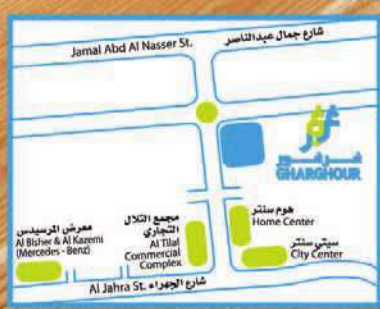 Jamal Abd Al Nasser St.
شارع جمال عبدالناصر
غرغور
GHARGHOUR
معرض المرسيدس
Al Bisher & Al Kazemi
(Mercedes - Benz)
مجمع التلال
التجاري
Al Tilal
Commercial
Complex
هوم سنتر
Home Center
سيتي سنتر
City Center
Al Jahra St. شارع الجهراء